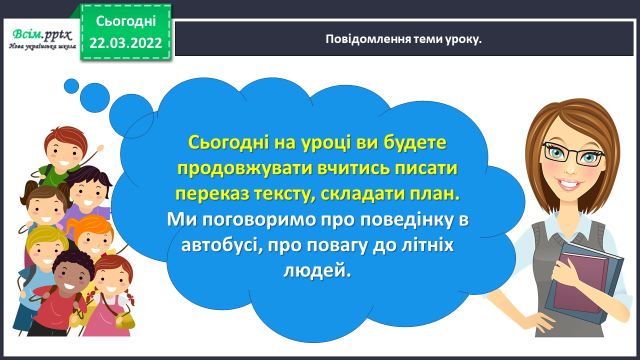 Всім.pptx
Нова українська школа
Сьогодні
22.03.2022
Повідомлення теми уроку.
Сьогодні на уроці ви будете
продовжувати вчитись писати
переказ тексту, складати план.
Ми поговоримо про поведінку в
автобусі, про повагу до літніх
людей.